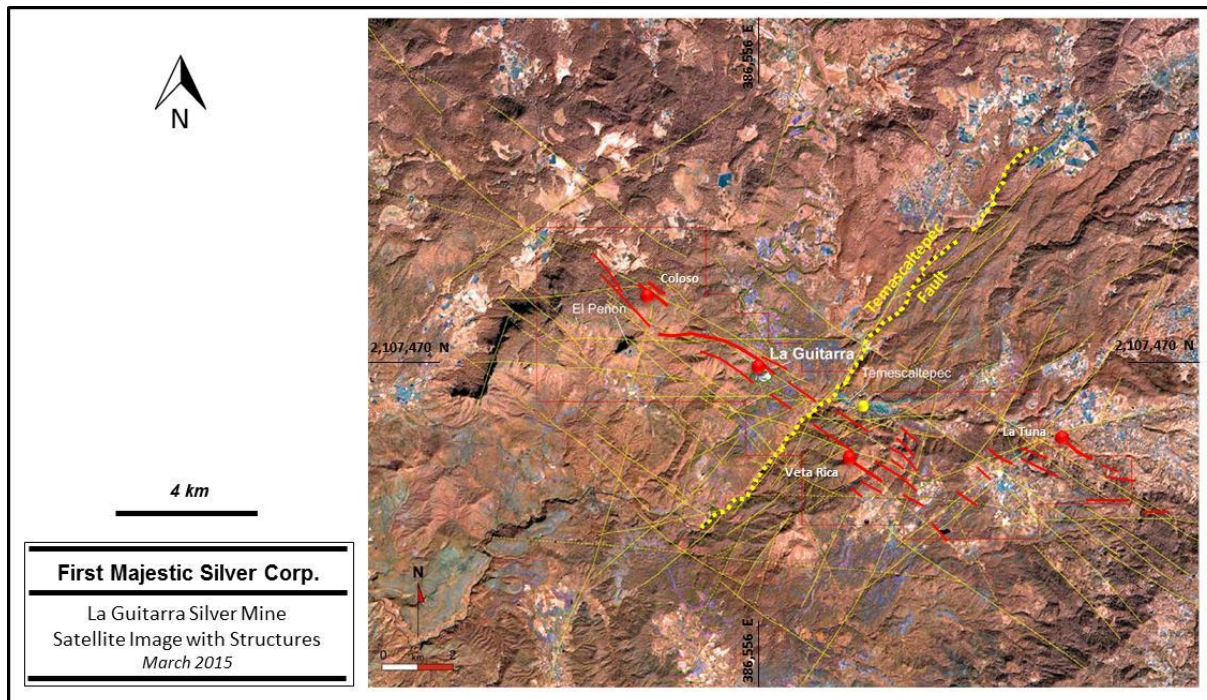 N
386,556 E
Temascaltepec
Fault
Coloso
El Peñon
2,107,470 N
2,107,470 N
La Guitarra
Temescaltepec
La Tuna
Veta Rica
4 km
First Majestic Silver Corp.
La Guitarra Silver Mine
Satellite Image with Structures
March 2015
N
0 km 2
386,556 E